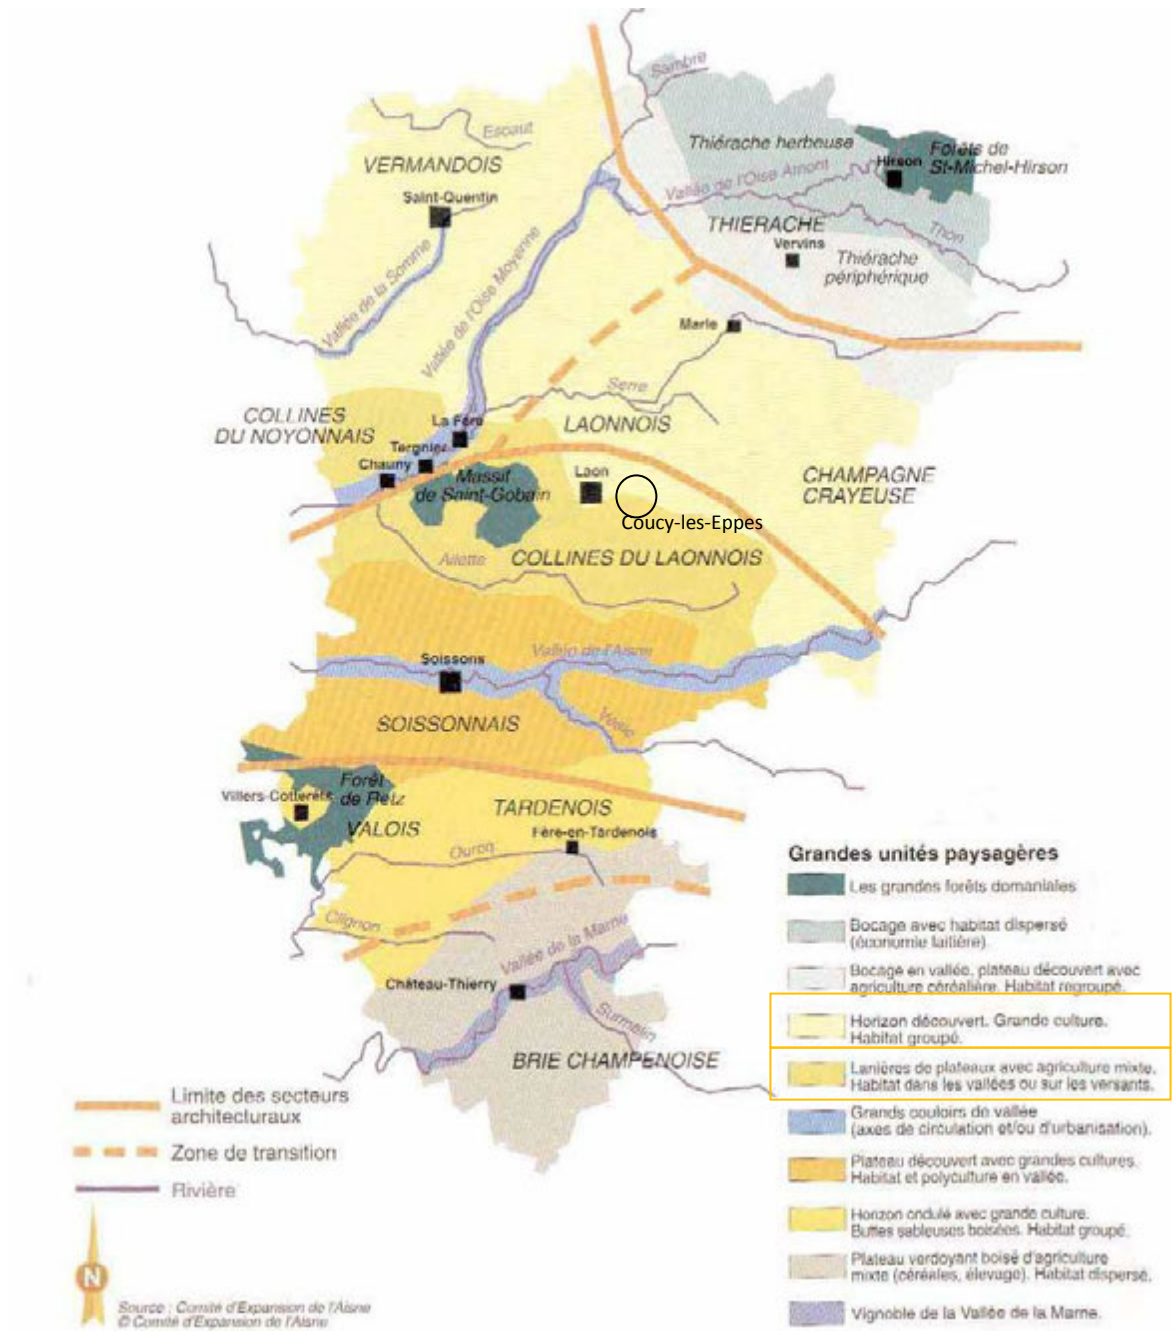 Sambre
Escaut
Thiérache herbeuse
Forêts de
St-Michel-Hirson
Hirson
VERMANDOIS
Vallée de l'Oise Amont
Saint-Quentin
THIERACHE
Thon
Vervins
Thiérache
périphérique
Vallée de la Somme
Vallée de l'Oise Moyenne
Marle
Serre
COLLINES
DU NOYONNAIS
La Fère
LAONNOIS
Tergnier
Chauny
Massif
de Saint-Gobain
Laon
CHAMPAGNE
CRAYEUSE
Coucy-les-Eppes
Ailette
COLLINES DU LAONNOIS
Vallée de l'Aisne
Soissons
SOISSONNAIS
Vesle
Forêt
de Retz
Villers-Cotterêts
TARDENOIS
VALOIS
Fère-en-Tardenois
Ourcq
Clignon
Vallée de la Marne
Château-Thierry
Surmelin
BRIE CHAMPENOISE
Grandes unités paysagères
Les grandes forêts domaniales
Bocage avec habitat dispersé
(économie laitière).
Bocage en vallée, plateau découvert avec
agriculture céréalière. Habitat regroupé.
Horizon découvert. Grande culture.
Habitat groupé.
Lanières de plateaux avec agriculture mixte.
Habitat dans les vallées ou sur les versants.
Grands couloirs de vallée
(axes de circulation et/ou d'urbanisation).
Plateau découvert avec grandes cultures.
Habitat et polyculture en vallée.
Horizon ondulé avec grande culture.
Buttes sableuses boisées. Habitat groupé.
Plateau verdoyant boisé d'agriculture
mixte (céréales, élevage). Habitat dispersé.
Vignoble de la Vallée de la Marne.
Limite des secteurs
architecturaux
Zone de transition
Rivière
N
Source : Comité d'Expansion de l'Aisne
© Comité d'Expansion de l'Aisne